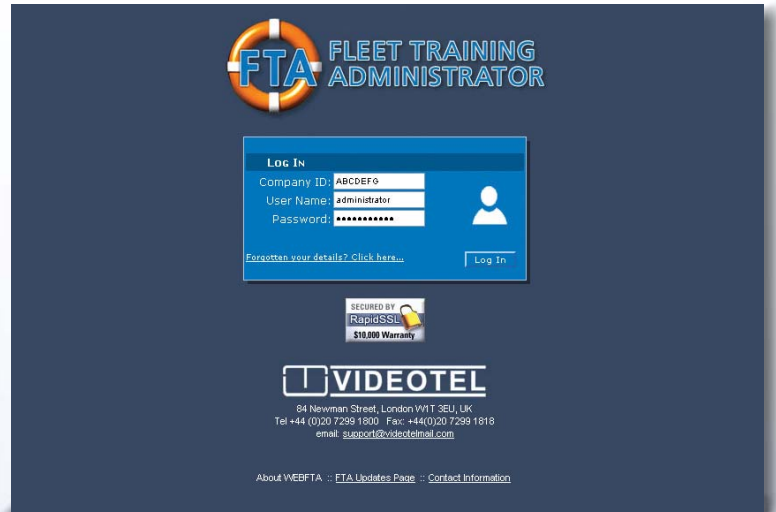 FTA FLEET TRAINING
ADMINISTRATOR
LOG IN
Company ID: ABCDEFG
User Name: administrator
Password: •••••••••••
Forgotten your details? Click here...
Log In
SECURED BY
RapidSSL
$10,000 Warranty
VIDEOTEL
84 Newman Street, London W1T 3EU, UK
Tel +44 (0)20 7299 1800 Fax: +44(0)20 7299 1818
email: support@videotelmail.com
About WEBFTA :: FTA Updates Page :: Contact Information